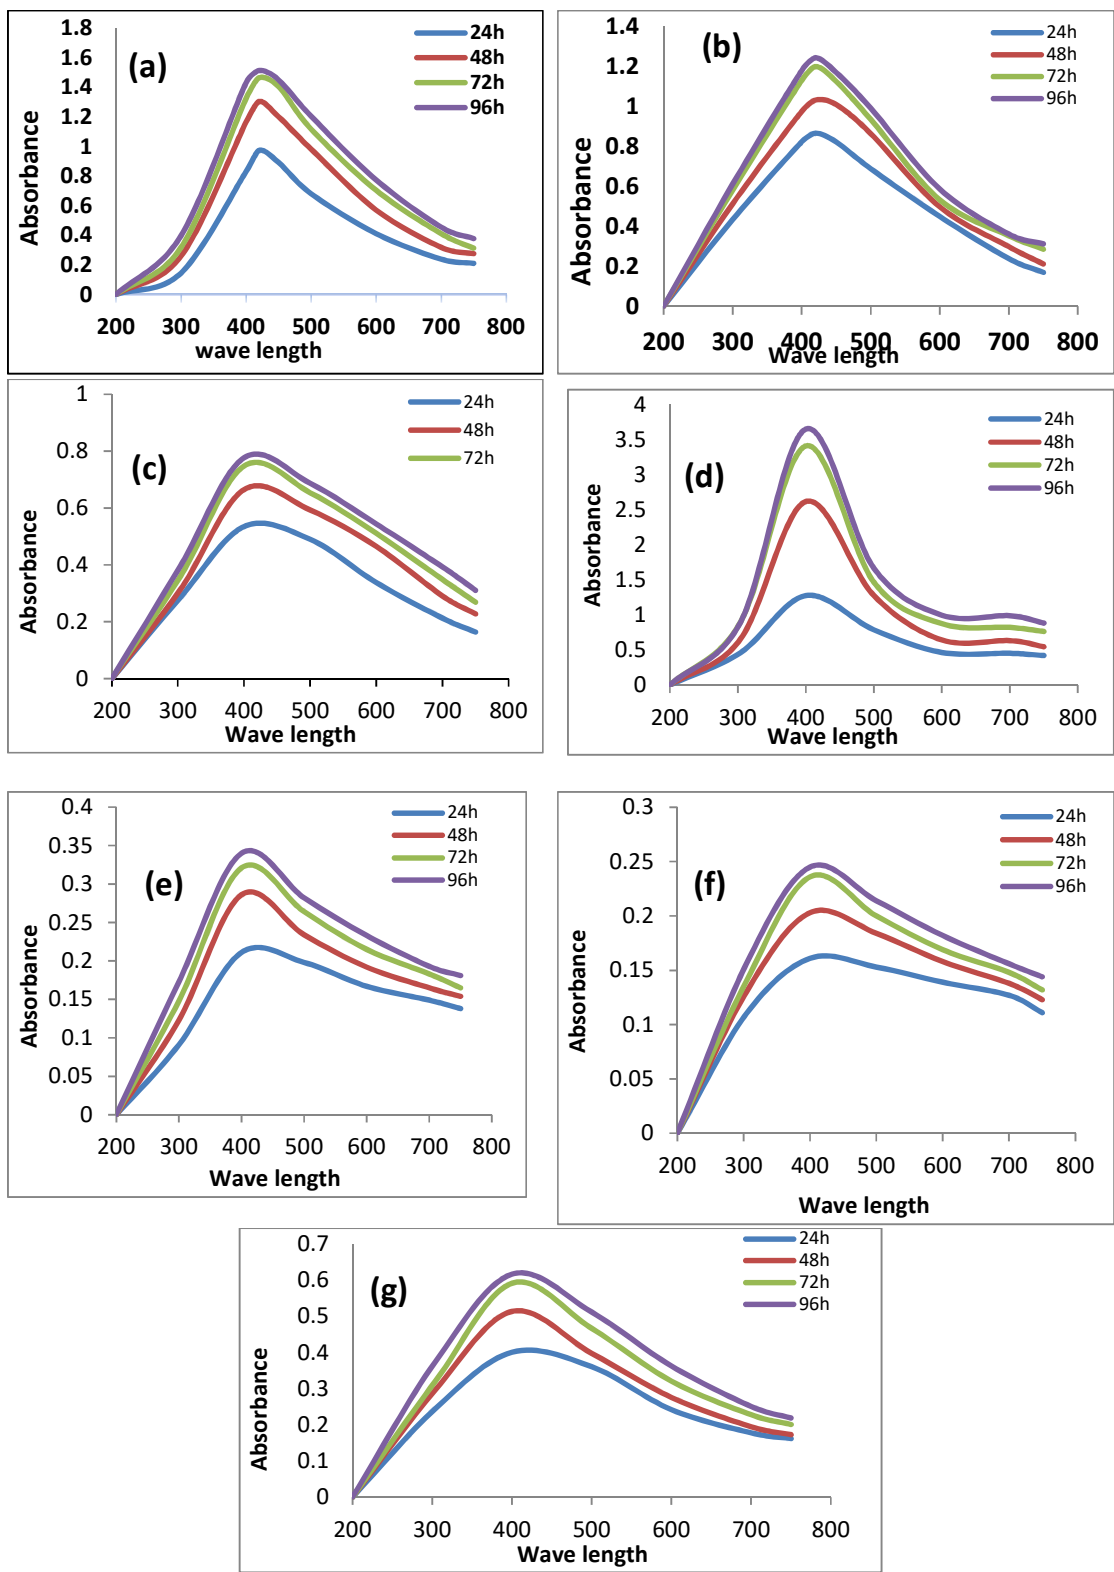 (a)
24h
48h
72h
96h
1.8
1.6
1.4
1.2
1
0.8
0.6
0.4
0.2
0
Absorbance
200 300 400 500 600 700 800
wave length
(b)
24h
48h
72h
96h
1.4
1.2
1
0.8
0.6
0.4
0.2
0
Absorbance
200 300 400 500 600 700 800
Wave length
(c)
24h
48h
72h
1
0.8
0.6
0.4
0.2
0
Absorbance
200 300 400 500 600 700 800
Wave length
(d)
24h
48h
72h
96h
4
3.5
3
2.5
2
1.5
1
0.5
0
Absorbance
200 300 400 500 600 700 800
Wave length
(e)
24h
48h
72h
96h
0.4
0.35
0.3
0.25
0.2
0.15
0.1
0.05
0
Absorbance
200 300 400 500 600 700 800
Wave length
(f)
24h
48h
72h
96h
0.3
0.25
0.2
0.15
0.1
0.05
0
Absorbance
200 300 400 500 600 700 800
Wave length
(g)
24h
48h
72h
96h
0.7
0.6
0.5
0.4
0.3
0.2
0.1
0
Absorbance
200 300 400 500 600 700 800
Wave length